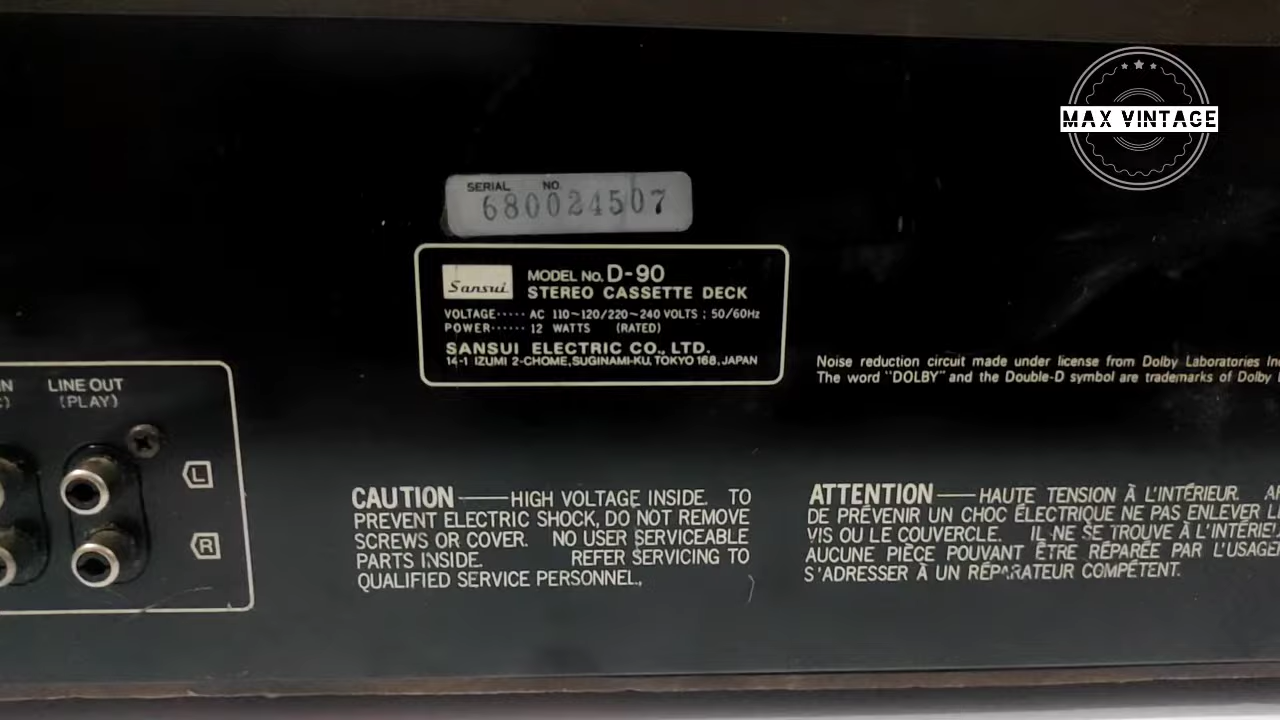 MAX VINTAGE
SERIAL NO.
680024507
Sansui
MODEL No. D-90
STEREO CASSETTE DECK
VOLTAGE····· AC 110~120/220~240 VOLTS ; 50/60Hz
POWER······ 12 WATTS (RATED)
SANSUI ELECTRIC CO., LTD.
14-1 IZUMI 2-CHOME, SUGINAMI-KU, TOKYO 168, JAPAN
Noise reduction circuit made under license from Dolby Laboratories
The word "DOLBY" and the Double-D symbol are trademarks of Dolby
LINE OUT
(PLAY)
L
R
CAUTION — HIGH VOLTAGE INSIDE. TO
PREVENT ELECTRIC SHOCK, DO NOT REMOVE
SCREWS OR COVER. NO USER SERVICEABLE
PARTS INSIDE. REFER SERVICING TO
QUALIFIED SERVICE PERSONNEL.
ATTENTION — HAUTE TENSION À L'INTÉRIEUR.
DE PRÉVENIR UN CHOC ÉLECTRIQUE NE PAS ENLEVER
VIS OU LE COUVERCLE. IL NE SE TROUVE À L'INTÉRIEU
AUCUNE PIÈCE POUVANT ÊTRE RÉPARÉE PAR L'USAGE
S'ADRESSER À UN RÉPARATEUR COMPÉTENT.